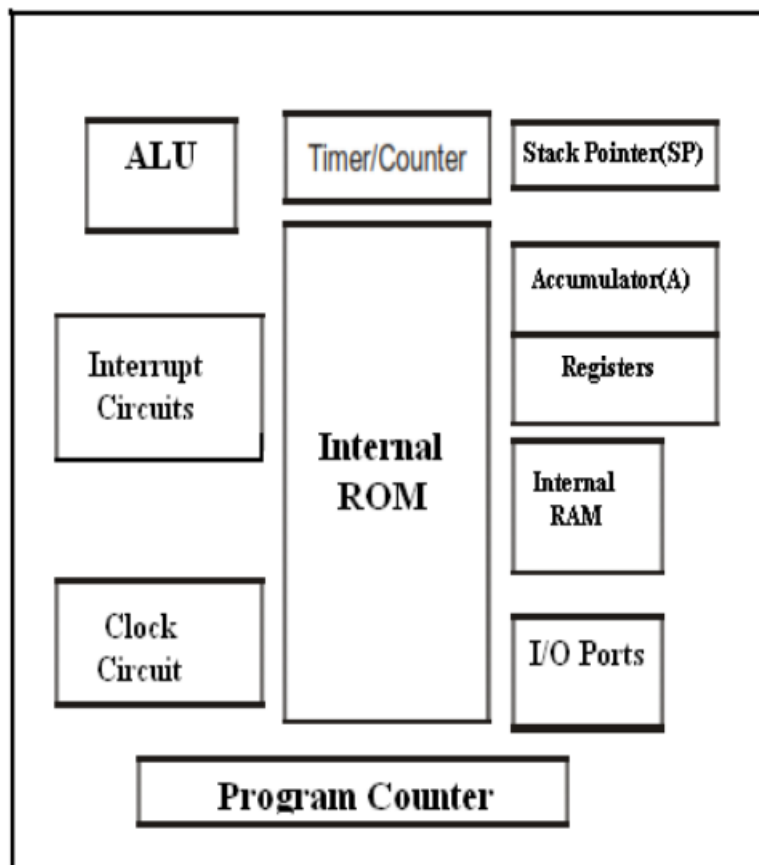 ALU
Timer/Counter
Stack Pointer(SP)
Accumulator(A)
Interrupt
Circuits
Registers
Internal
ROM
Internal
RAM
Clock
Circuit
I/O Ports
Program Counter